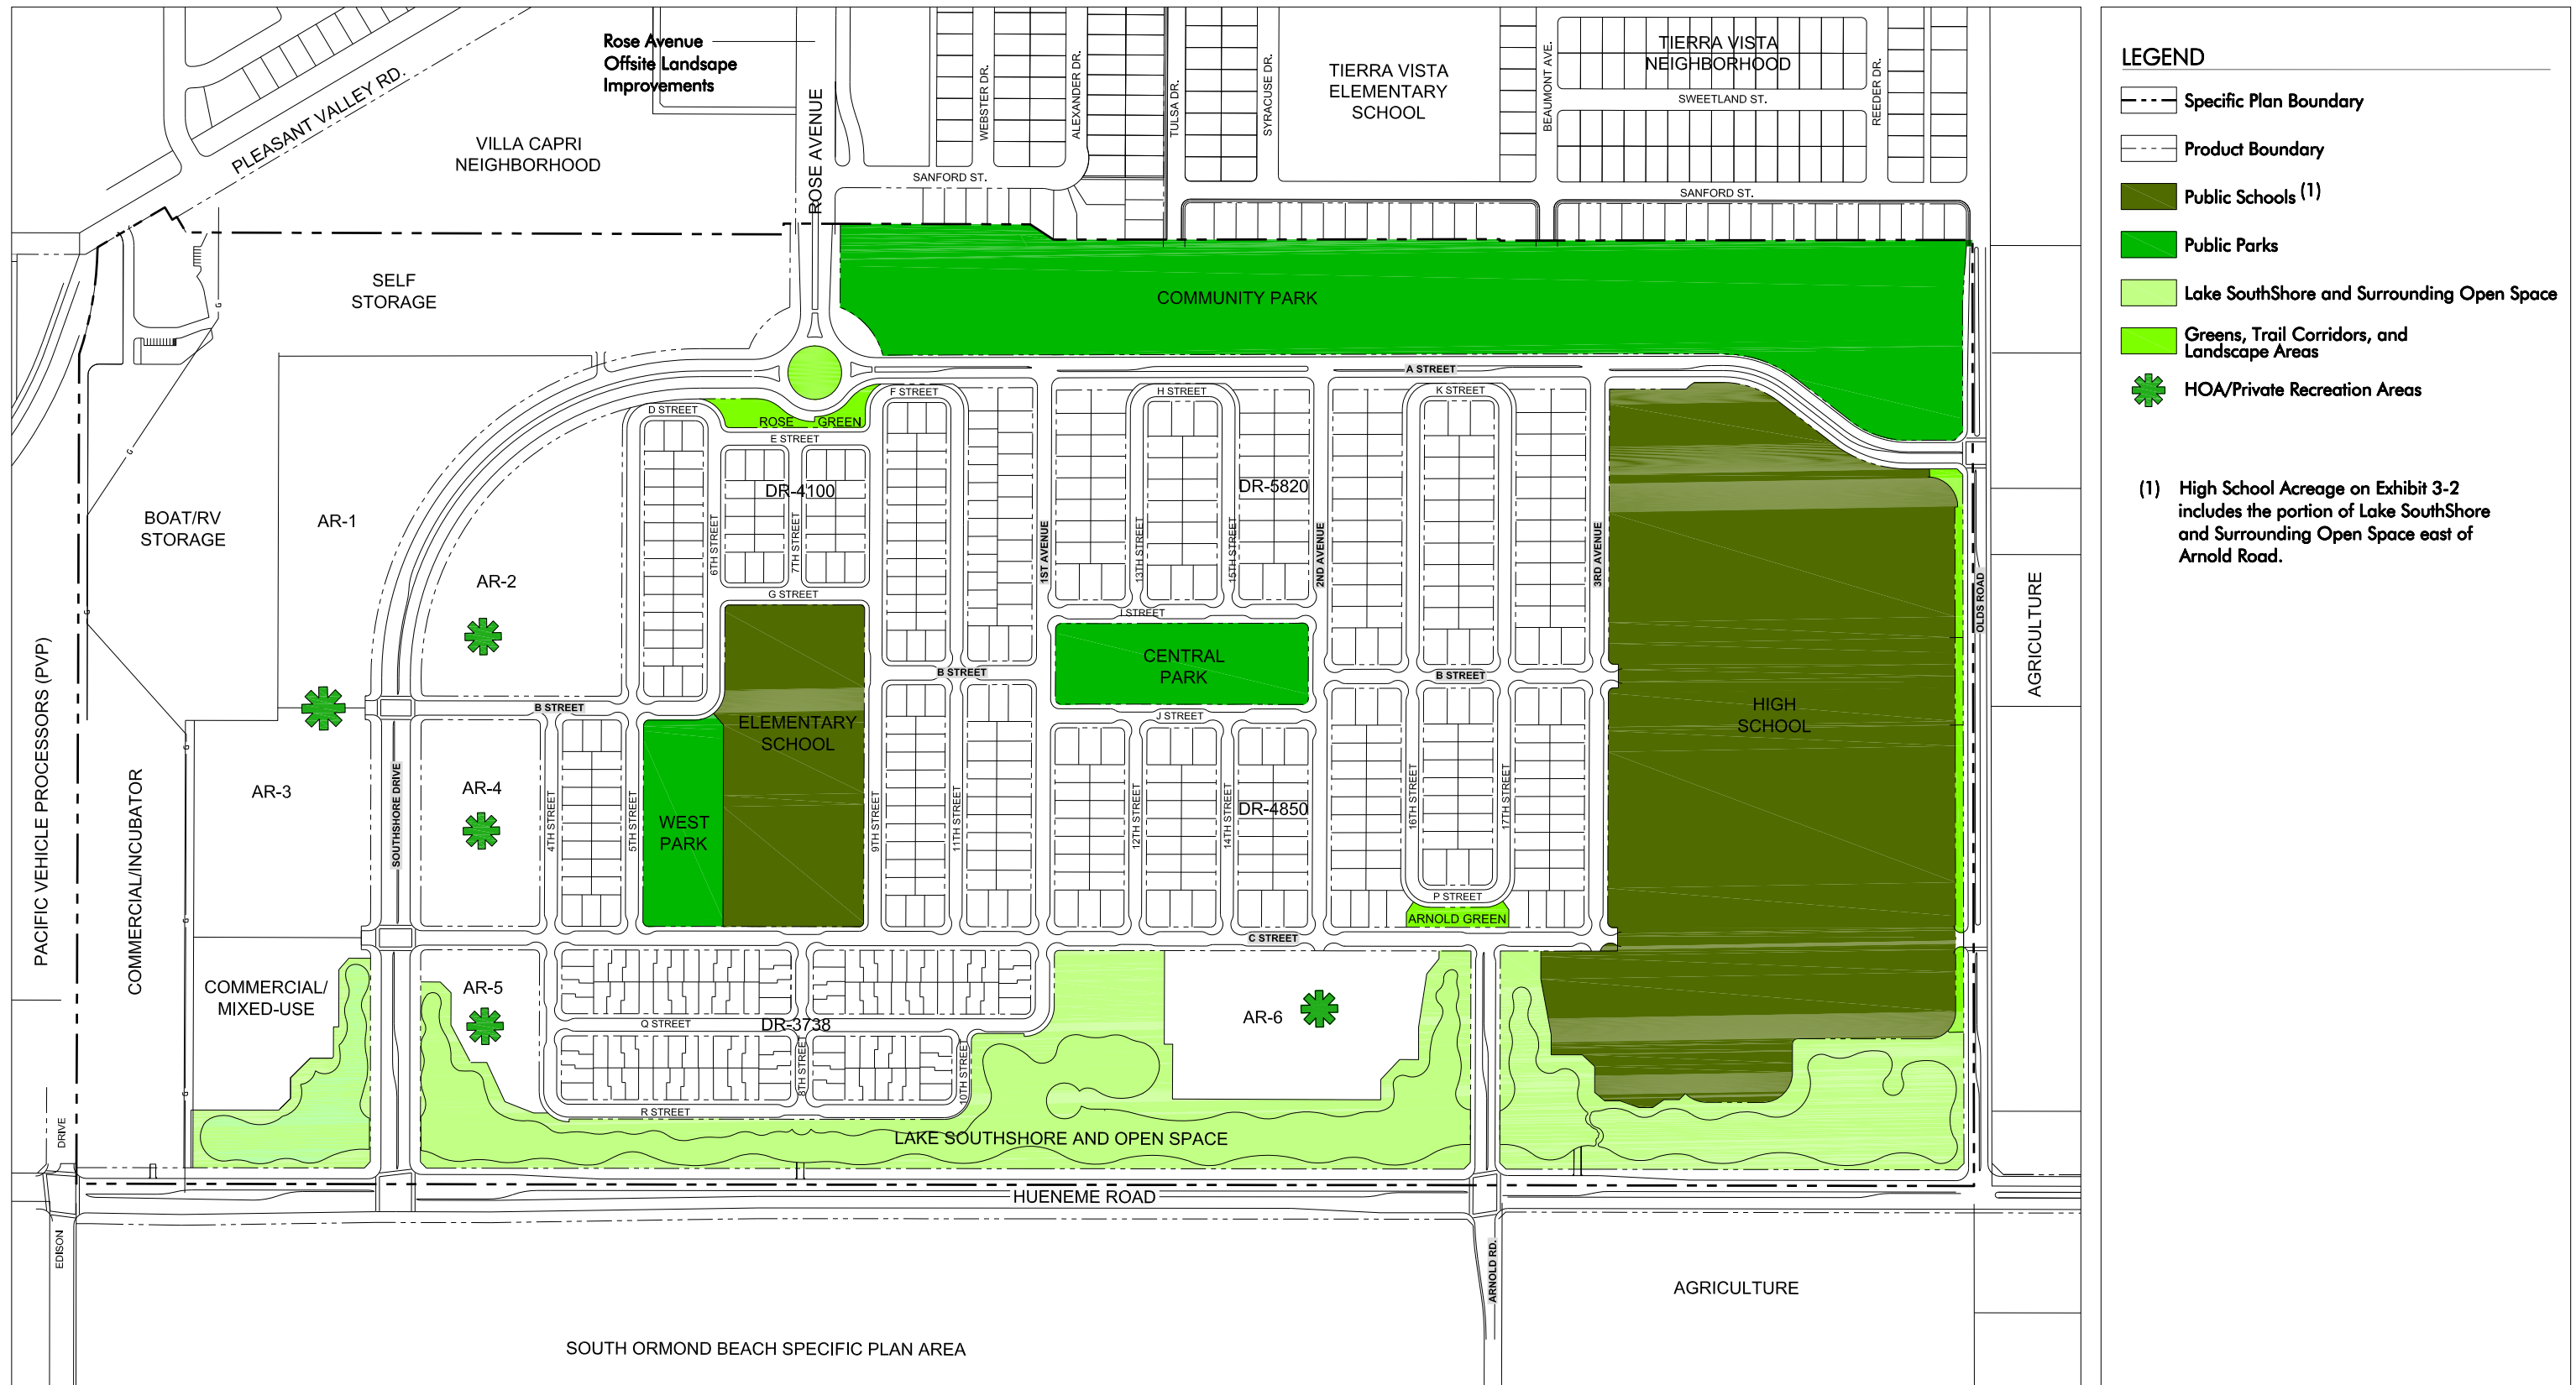 Rose Avenue
Offsite Landsape
Improvements
PLEASANT VALLEY RD.
VILLA CAPRI
NEIGHBORHOOD
ROSE AVENUE
WEBSTER DR.
ALEXANDER DR.
TULSA DR.
SYRACUSE DR.
TIERRA VISTA
ELEMENTARY
SCHOOL
BEAUMONT AVE.
TIERRA VISTA
NEIGHBORHOOD
SWEETLAND ST.
REEDER DR.
SANFORD ST.
SANFORD ST.
SELF
STORAGE
COMMUNITY PARK
A STREET
D STREET
ROSE GREEN
E STREET
F STREET
H STREET
K STREET
G
G
BOAT/RV
STORAGE
AR-1
AR-2
DR-4100
DR-5820
6TH STREET
7TH STREET
1ST AVENUE
13TH STREET
15TH STREET
2ND AVENUE
3RD AVENUE
OLDS ROAD
AGRICULTURE
G STREET
I STREET
G
CENTRAL
PARK
B STREET
B STREET
B STREET
J STREET
ELEMENTARY
SCHOOL
HIGH
SCHOOL
PACIFIC VEHICLE PROCESSORS (PVP)
COMMERCIAL/INCUBATOR
G
AR-3
SOUTHSHORE DRIVE
AR-4
4TH STREET
5TH STREET
WEST
PARK
9TH STREET
11TH STREET
12TH STREET
14TH STREET
DR-4850
16TH STREET
17TH STREET
P STREET
ARNOLD GREEN
G
C STREET
COMMERCIAL/
MIXED-USE
AR-5
Q STREET
DR-3738
8TH STREET
10TH STREET
AR-6
G
R STREET
LAKE SOUTHSHORE AND OPEN SPACE
DRIVE
HUENEME ROAD
EDISON
ARNOLD RD.
AGRICULTURE
SOUTH ORMOND BEACH SPECIFIC PLAN AREA
LEGEND
Specific Plan Boundary
Product Boundary
Public Schools (1)
Public Parks
Lake SouthShore and Surrounding Open Space
Greens, Trail Corridors, and
Landscape Areas
HOA/Private Recreation Areas
(1) High School Acreage on Exhibit 3-2
includes the portion of Lake SouthShore
and Surrounding Open Space east of
Arnold Road.